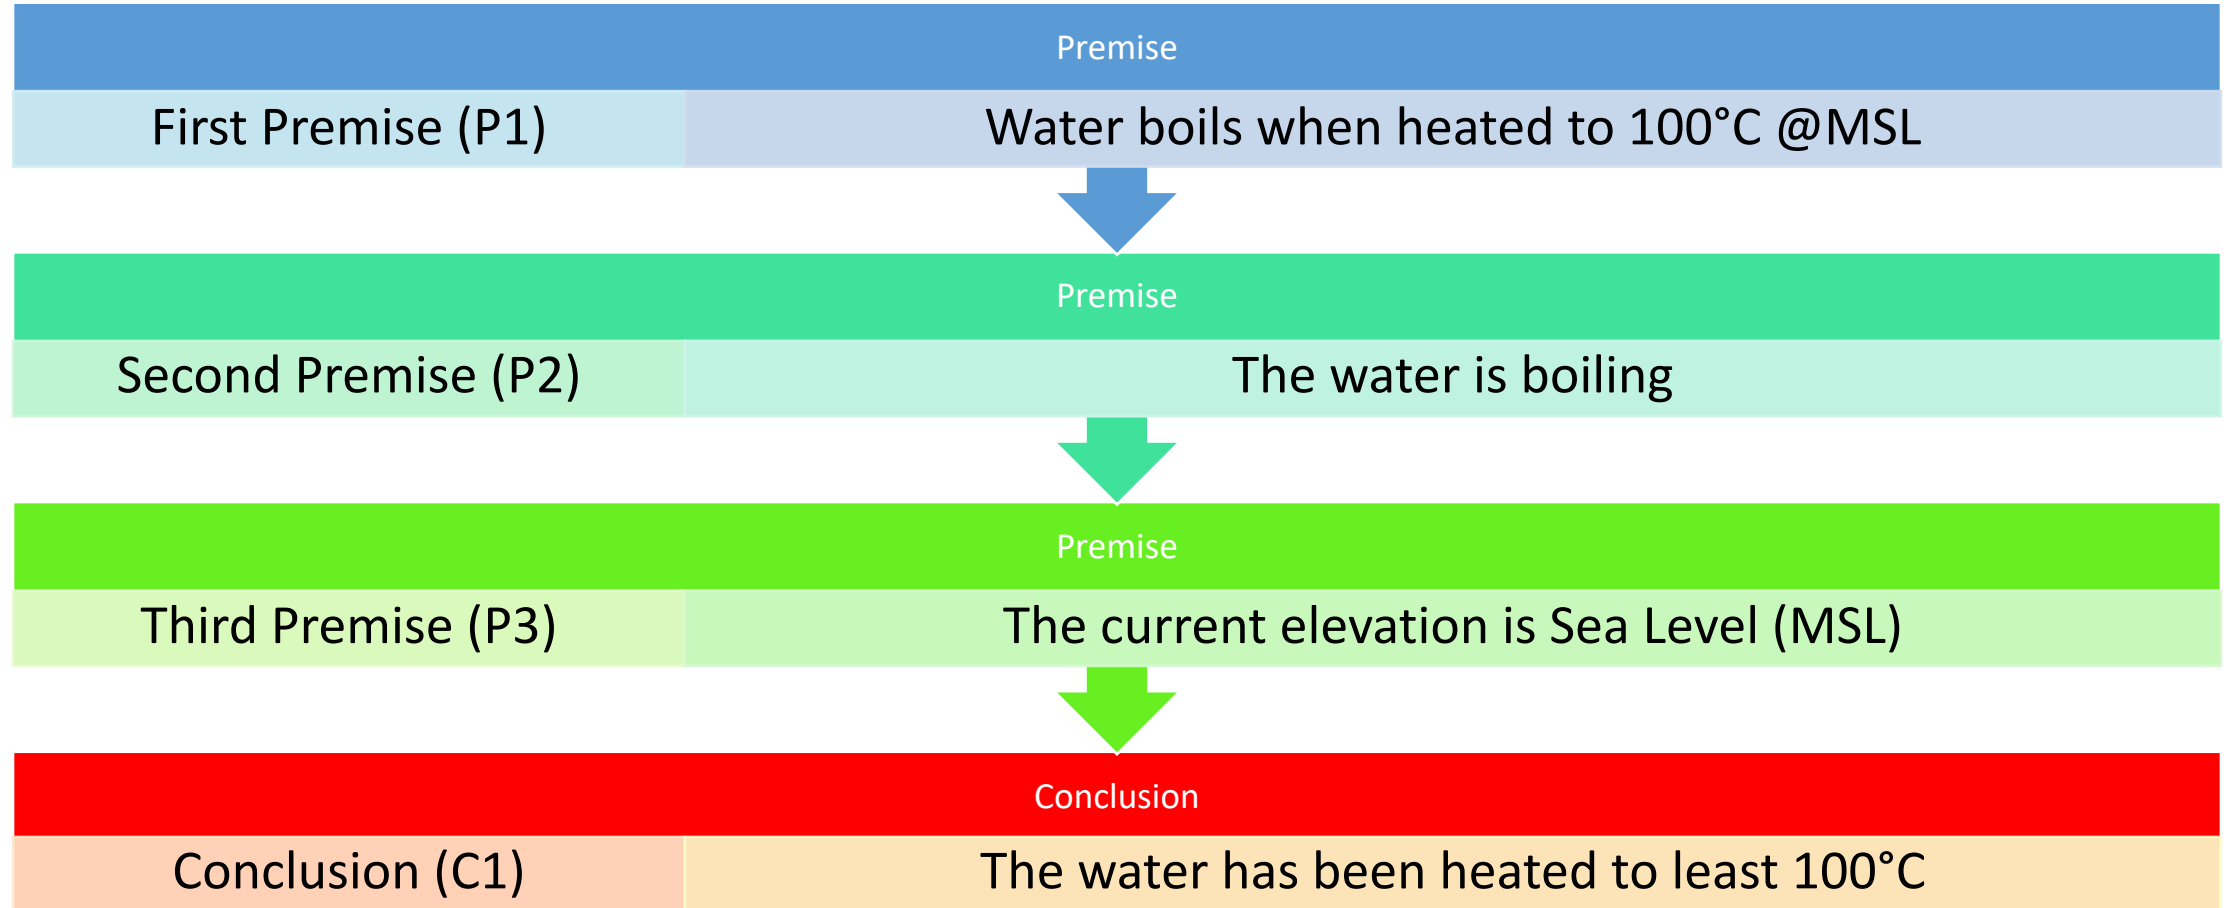 Premise
First Premise (P1) Water boils when heated to 100°C @MSL
Premise
Second Premise (P2) The water is boiling
Premise
Third Premise (P3) The current elevation is Sea Level (MSL)
Conclusion
Conclusion (C1) The water has been heated to least 100°C